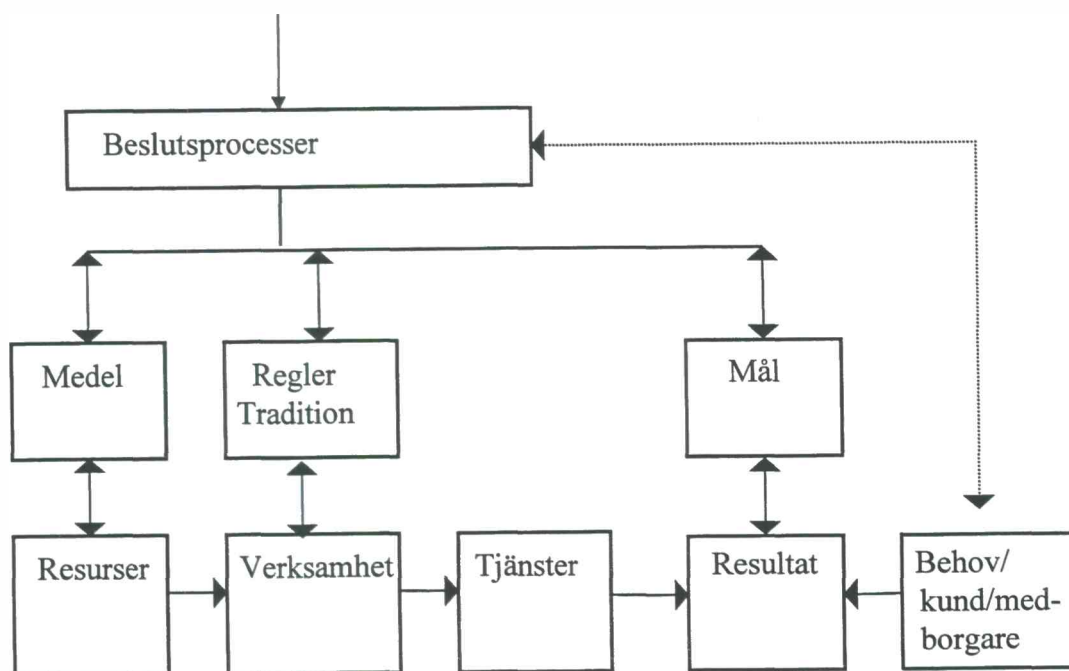 Beslutsprocesser
Medel
Regler
Tradition
Mål
Resurser
Verksamhet
Tjänster
Resultat
Behov/
kund/med-
borgare